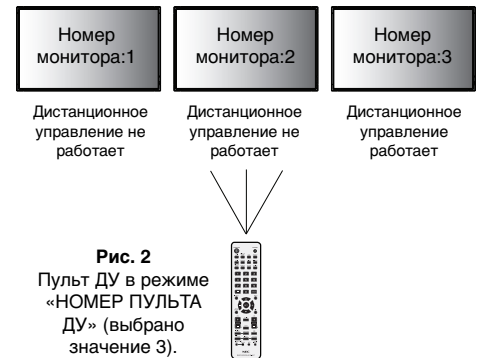 Номер
монитора:1
Номер
монитора:2
Номер
монитора:3
Дистанционное
управление не
работает
Дистанционное
управление не
работает
Дистанционное
управление
работает
Рис. 2
Пульт ДУ в режиме
«НОМЕР ПУЛЬТА
ДУ» (выбрано
значение 3).